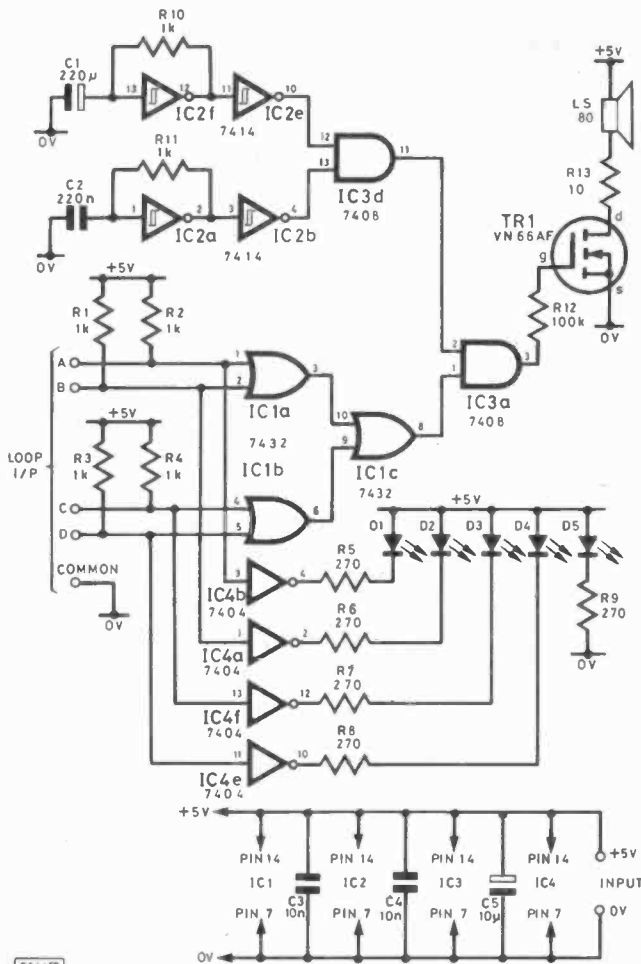 R10
1k
C1
220μ
13
12
11
10
IC2f
IC2e
7414
0V
R11
1k
C2
220n
1
2
3
4
IC2a
IC2b
7414
0V
12
13
11
IC3d
7408
+5V
LS
80
R13
10
TR1
VN66AF
d
g
s
0V
R12
100k
+5V
R1
1k
R2
1k
A
B
1
2
3
IC1a
7432
2
1
3
IC3a
7408
+5V
R3
1k
R4
1k
LOOP
I/P
C
D
IC1b
4
5
6
10
9
8
IC1c
7432
COMMON
0V
+5V
D1
D2
D3
D4
D5
3
4
IC4b
7404
R5
270
R9
270
0V
1
2
IC4a
7404
R6
270
13
12
IC4f
7404
R7
270
11
10
IC4e
7404
R8
270
+5V
PIN 14
PIN 14
PIN 14
PIN 14
+5V
IC1
C3
10n
IC2
C4
10n
IC3
C5
10μ
IC4
INPUT
PIN 7
PIN 7
PIN 7
PIN 7
0V
0V